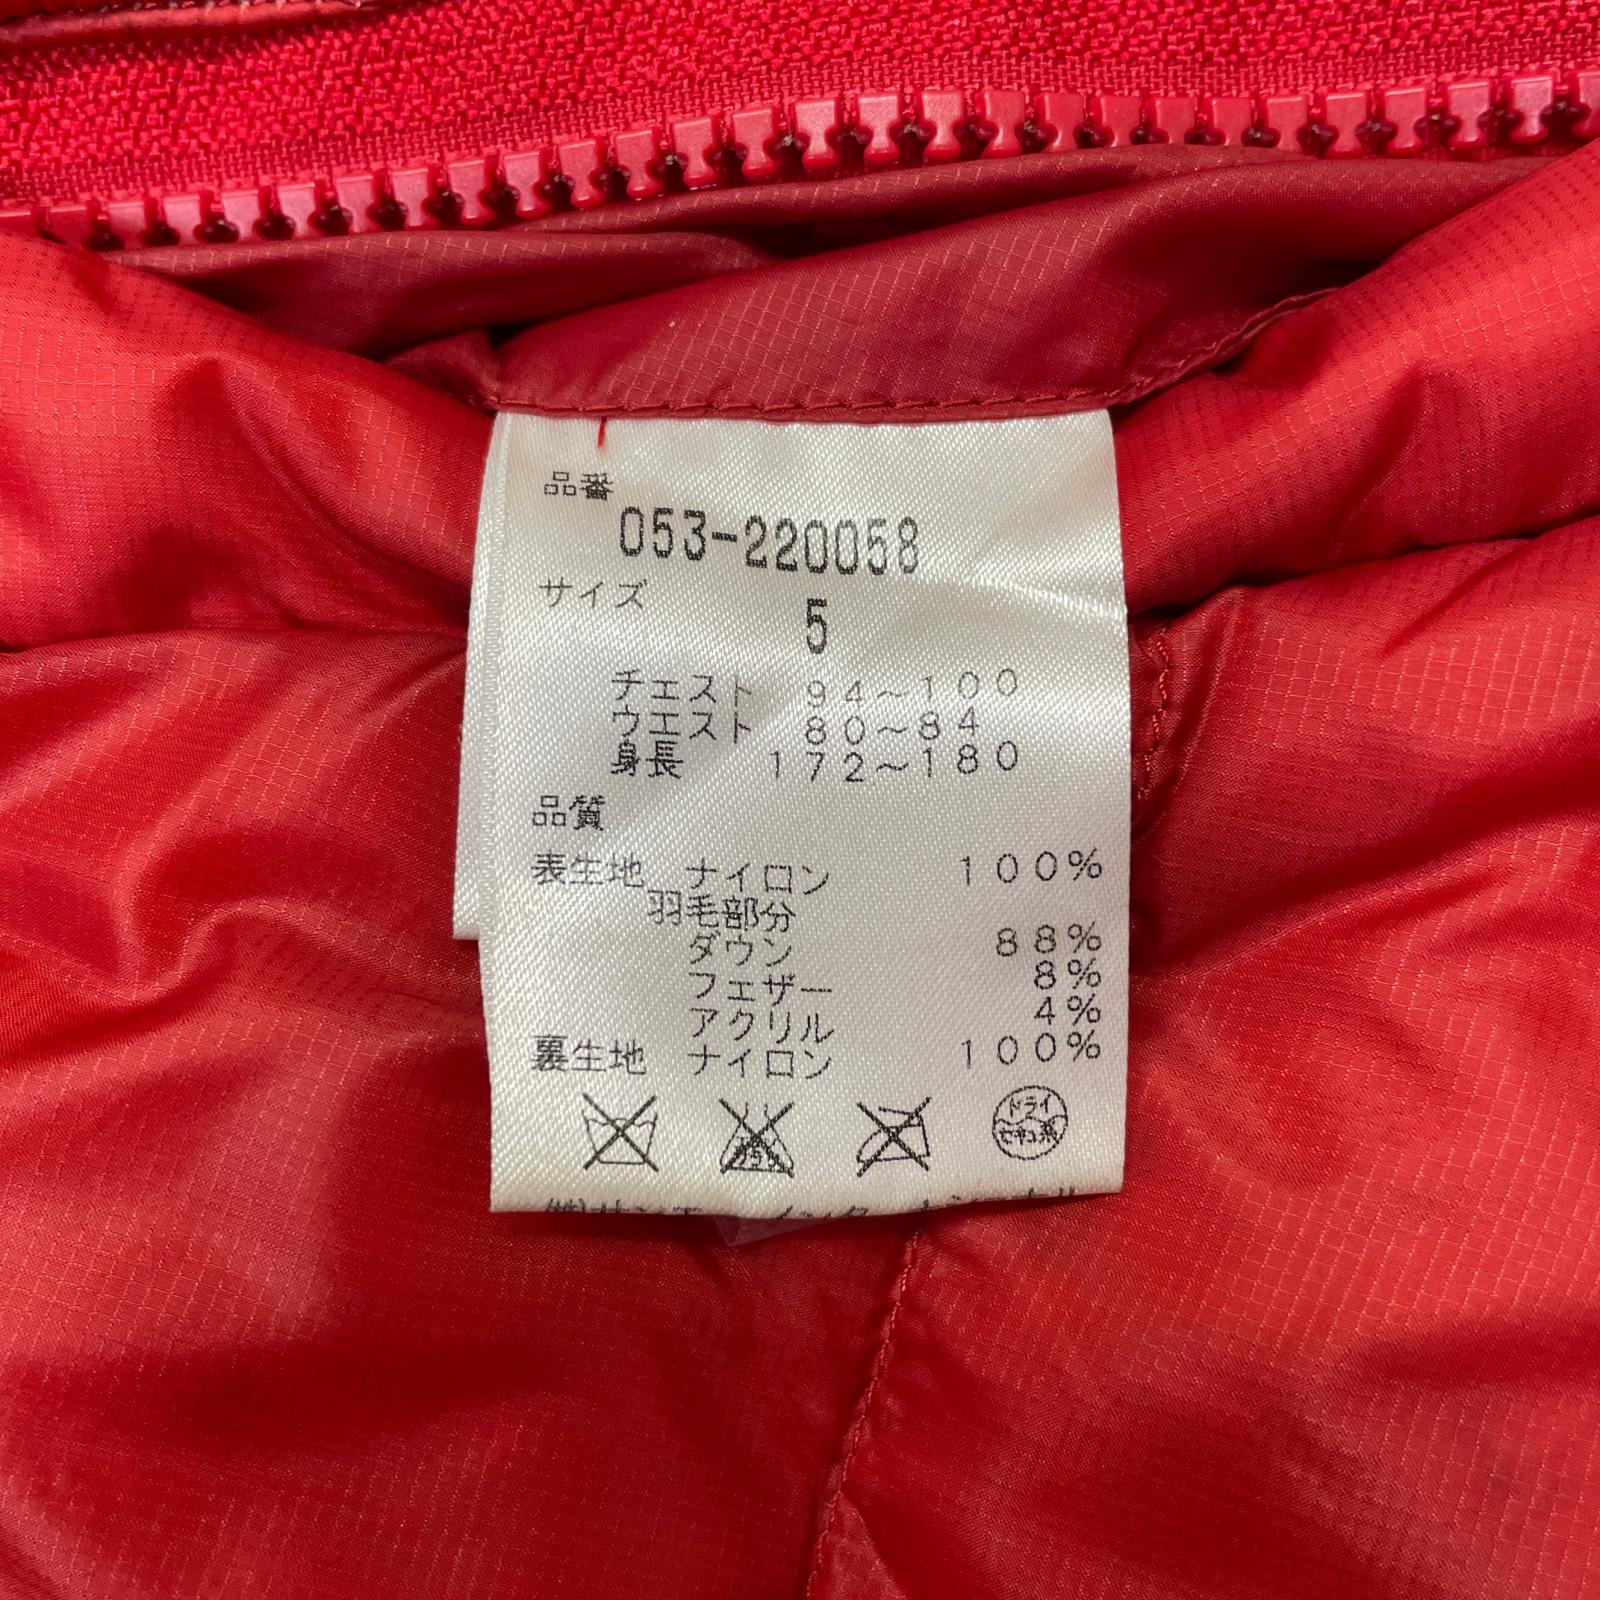 品番
053-220058
サイズ
5
チェスト 94～100
ウエスト 80～84
身長 172～180
品質
表生地 ナイロン 100%
羽毛部分
ダウン 88%
フェザー 8%
アクリル 4%
裏生地 ナイロン 100%
ドライ
セキュ系